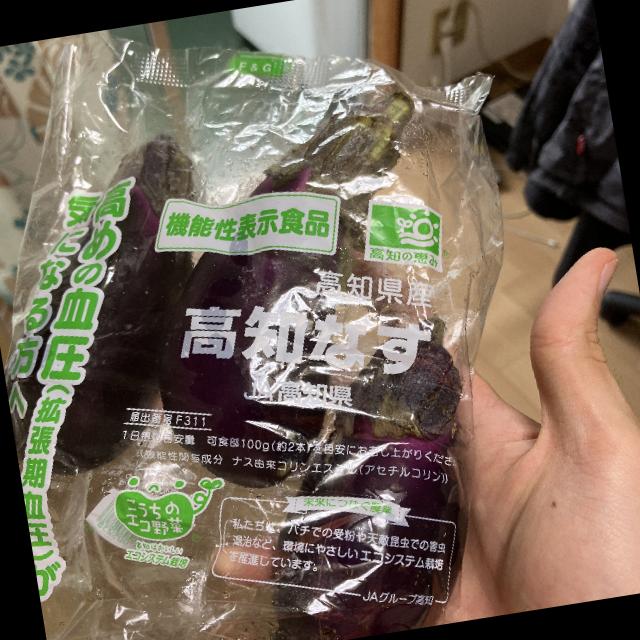 F&G
機能性表示食品
高知の恵み
高めの血圧(拡張期血圧)が
気になる方へ
高知県産
高知なす
JA高知県
届出番号 F311
1日摂取目安量 可食部100g(約2本)を目安にお召し上がりください
機能性関与成分 ナス由来コリンエステル(アセチルコリン)
こうちの
エコ野菜
エコシステム栽培
未来につなぐ農業
私たちは、ハチでの受粉や天敵昆虫での害虫
退治など、環境にやさしいエコシステム栽培
を推進しています。
JAグループ高知